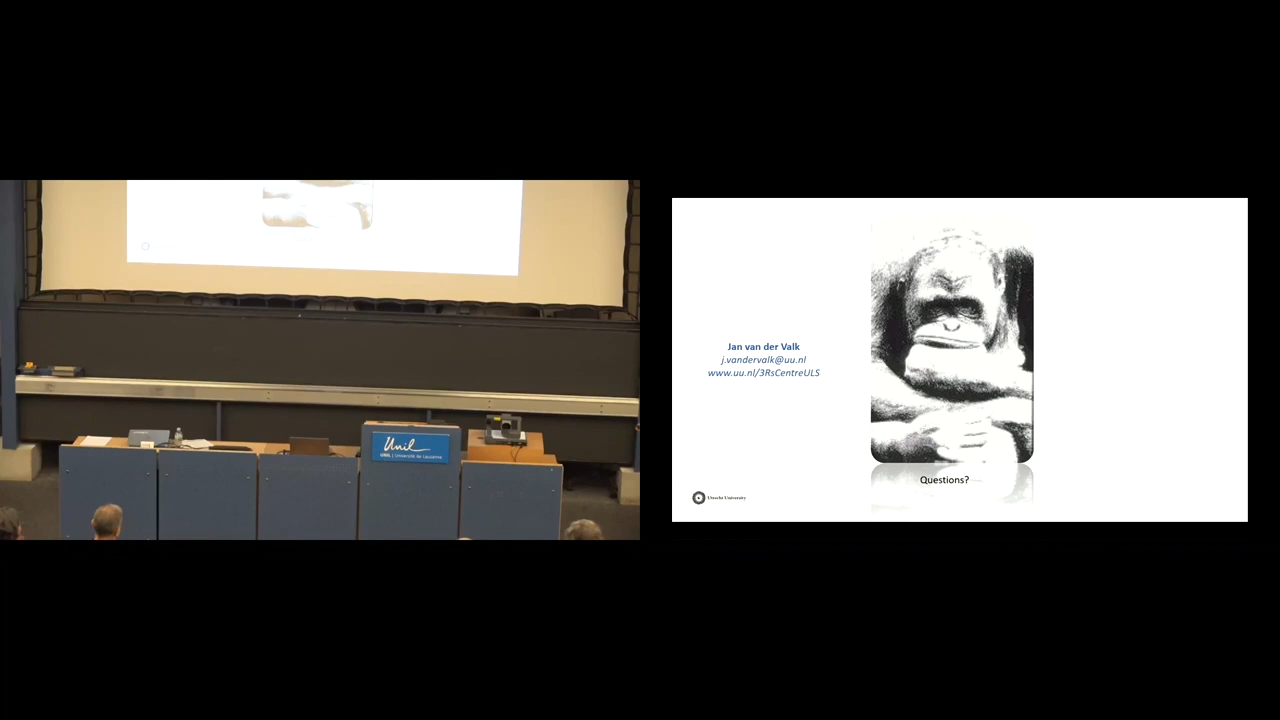 Unil
UNIL | Université de Lausanne
Jan van der Valk
j.vandervalk@uu.nl
www.uu.nl/3RsCentreULS
Questions?
Utrecht University